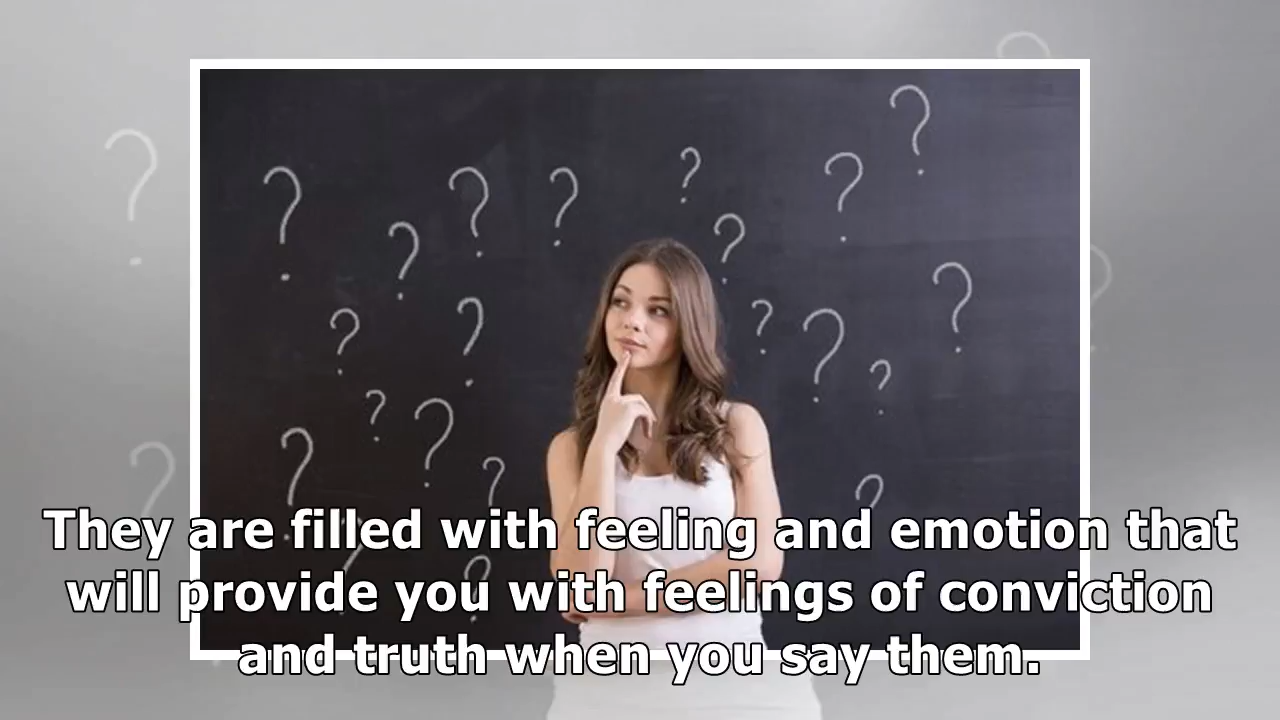 They are filled with feeling and emotion that
will provide you with feelings of conviction
and truth when you say them.